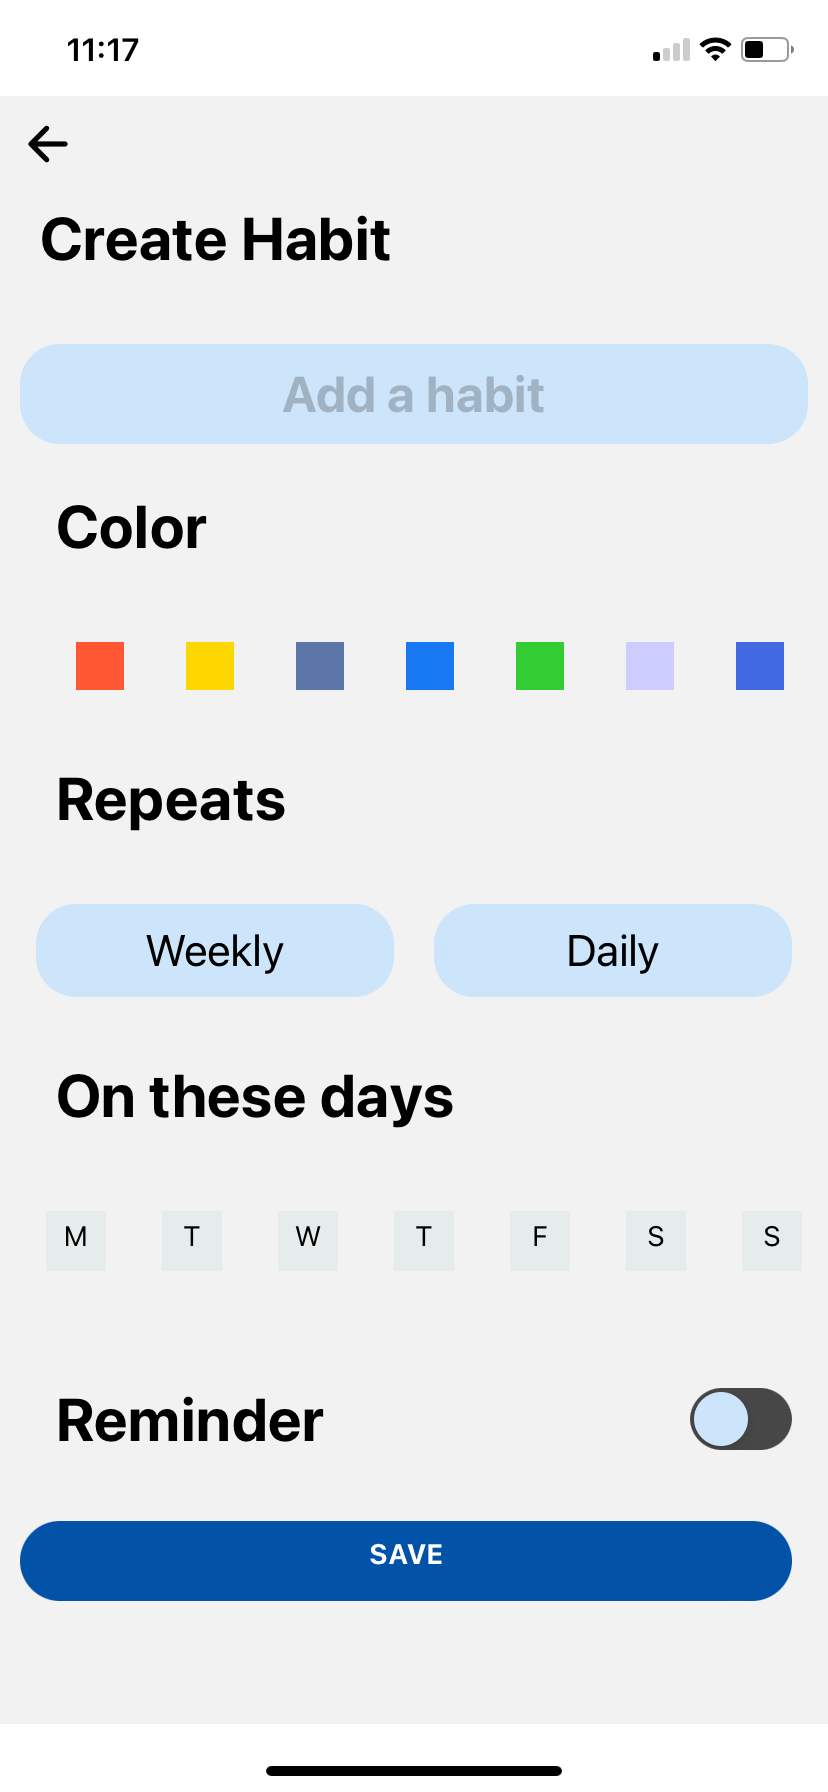 11:17
Create Habit
Add a habit
Color
Repeats
Weekly Daily
On these days
M T W T F S S
Reminder
SAVE